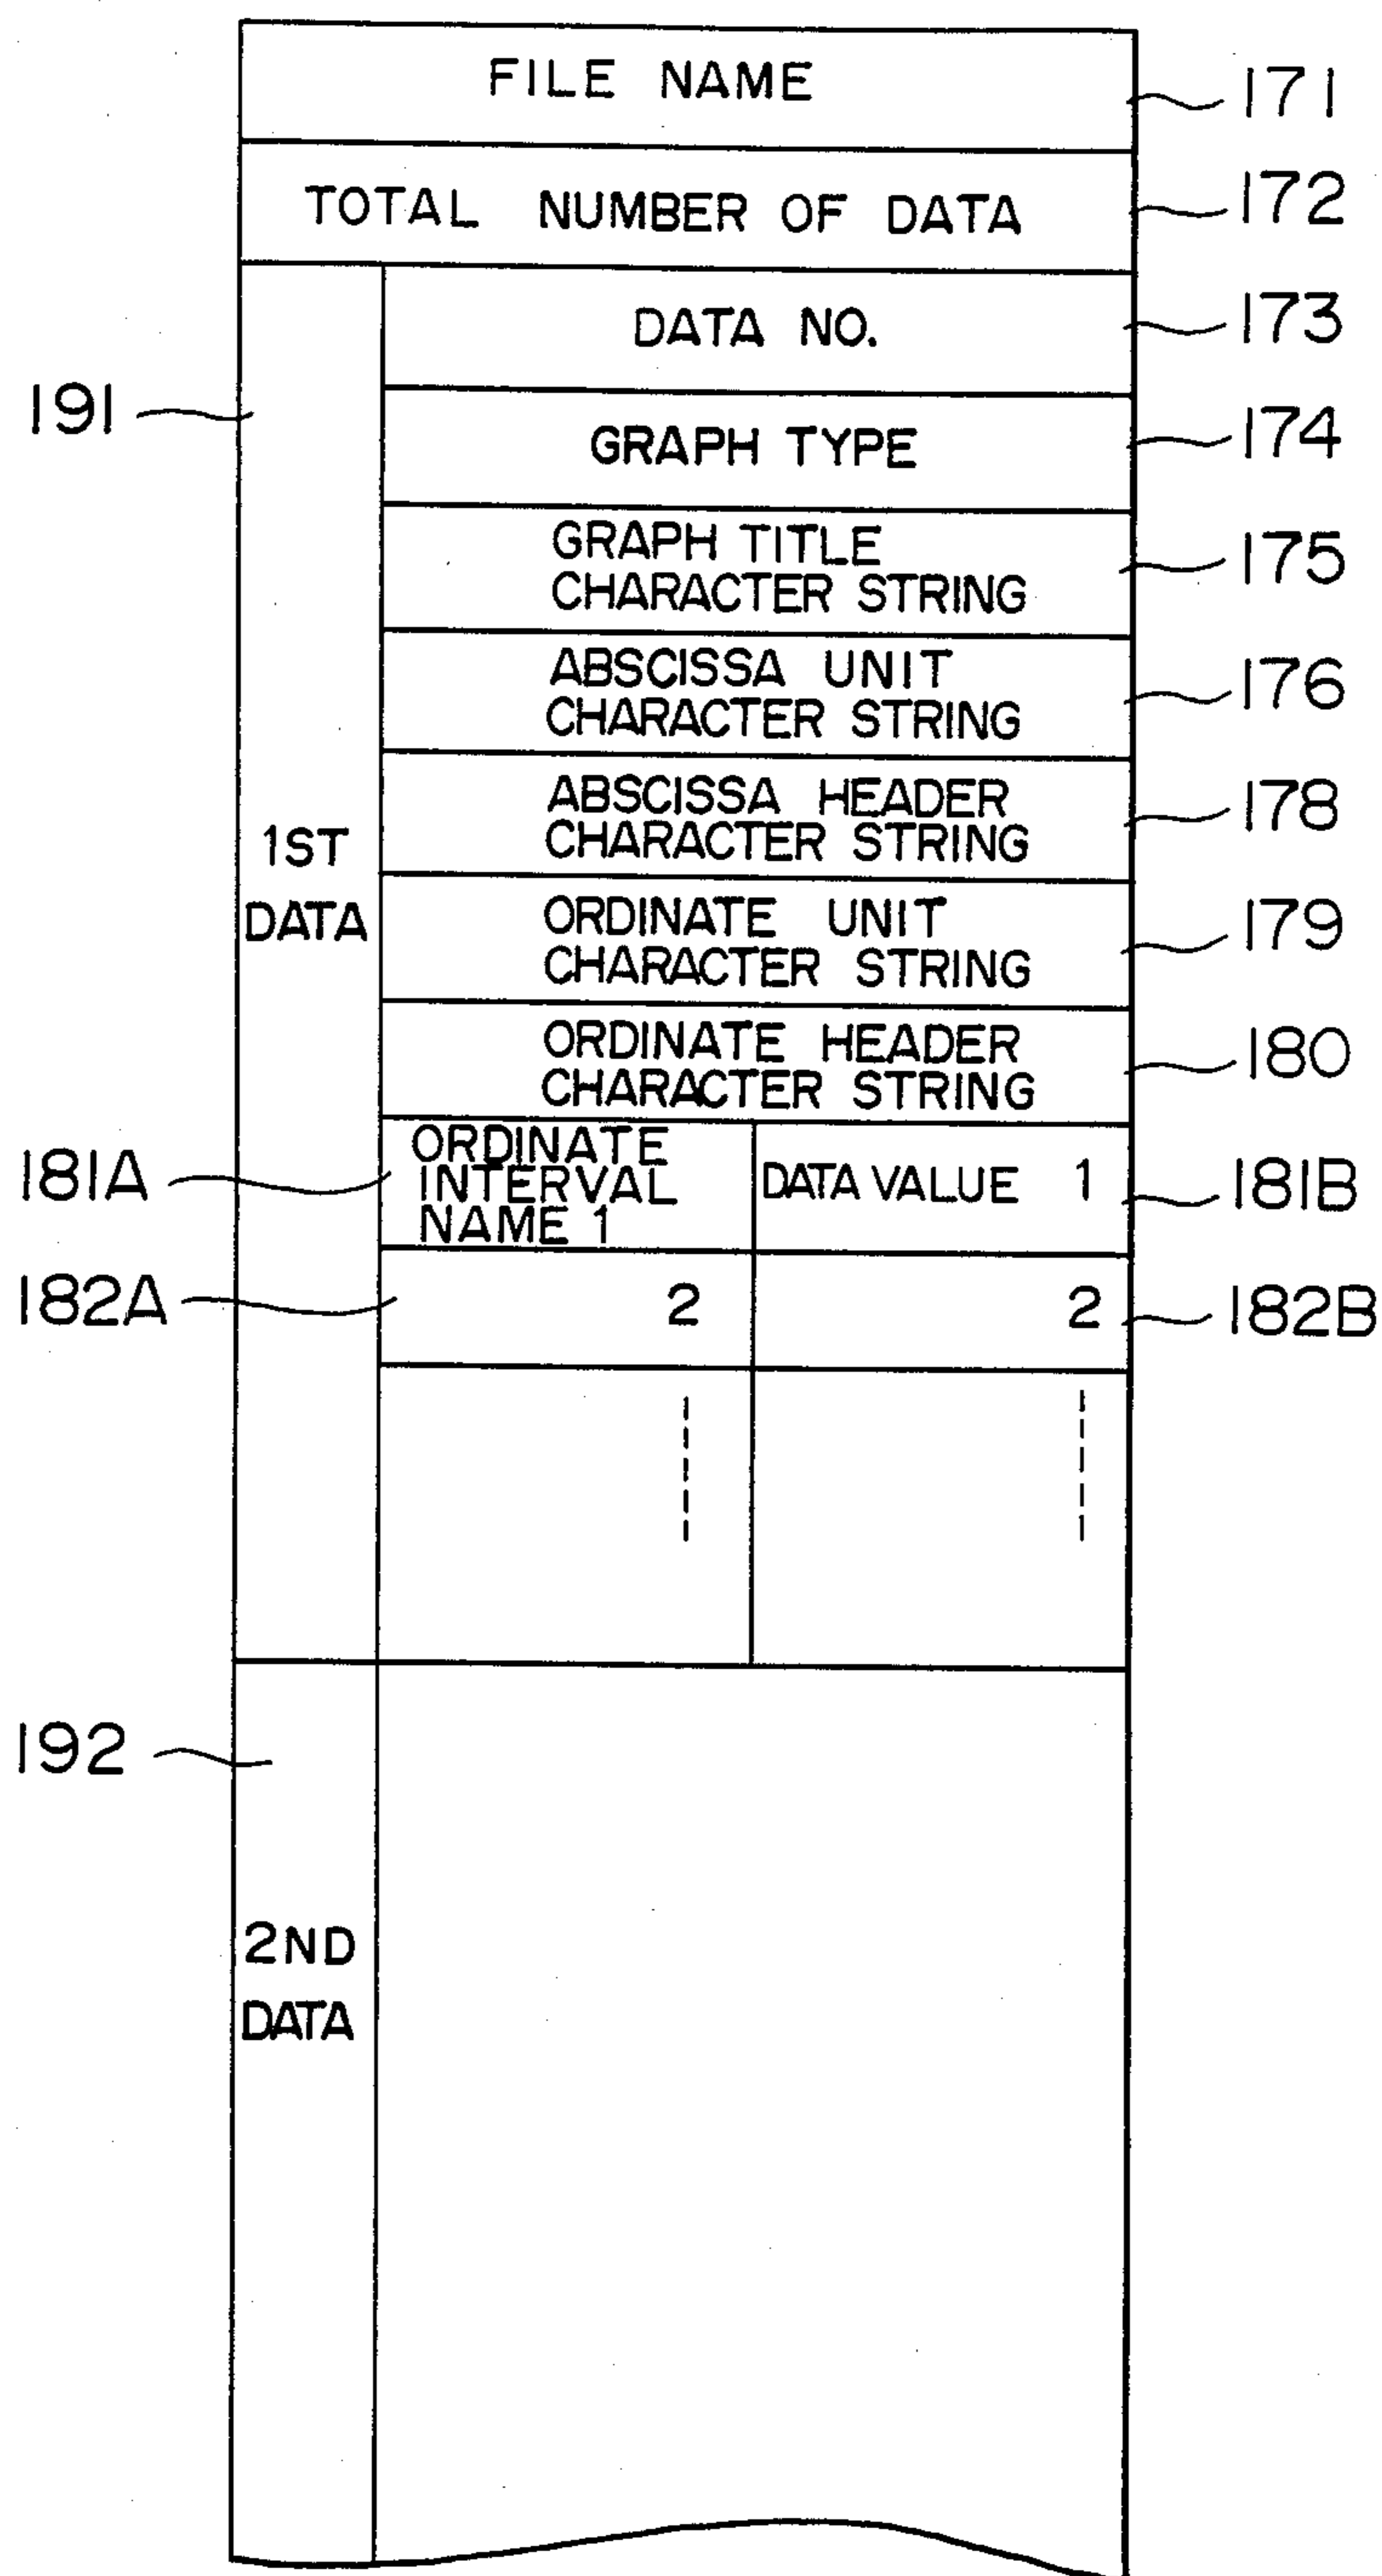 FILE NAME
171
TOTAL NUMBER OF DATA
172
DATA NO.
173
191
GRAPH TYPE
174
GRAPH TITLE
CHARACTER STRING
175
ABSCISSA UNIT
CHARACTER STRING
176
ABSCISSA HEADER
CHARACTER STRING
178
1ST
DATA
ORDINATE UNIT
CHARACTER STRING
179
ORDINATE HEADER
CHARACTER STRING
180
181A
ORDINATE
INTERVAL
NAME 1
DATA VALUE 1
181B
182A
2
2
182B
192
2ND
DATA